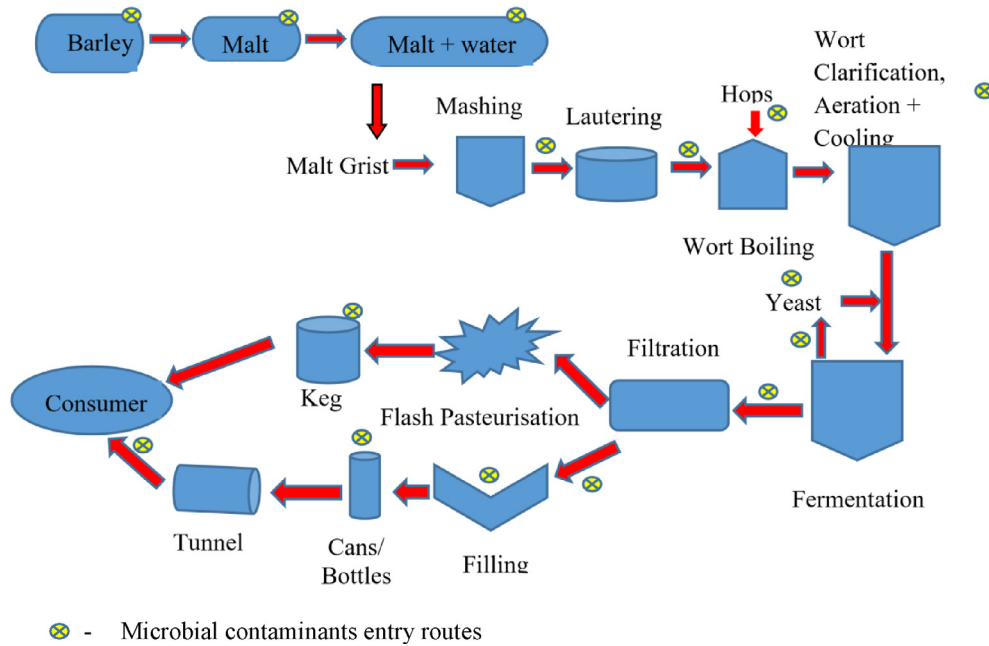 Barley
Malt
Malt + water
Wort
Clarification,
Aeration +
Cooling
Hops
Mashing
Lautering
Malt Grist
Wort Boiling
Yeast
Filtration
Keg
Flash Pasteurisation
Consumer
Fermentation
Tunnel
Cans/
Bottles
Filling
- Microbial contaminants entry routes